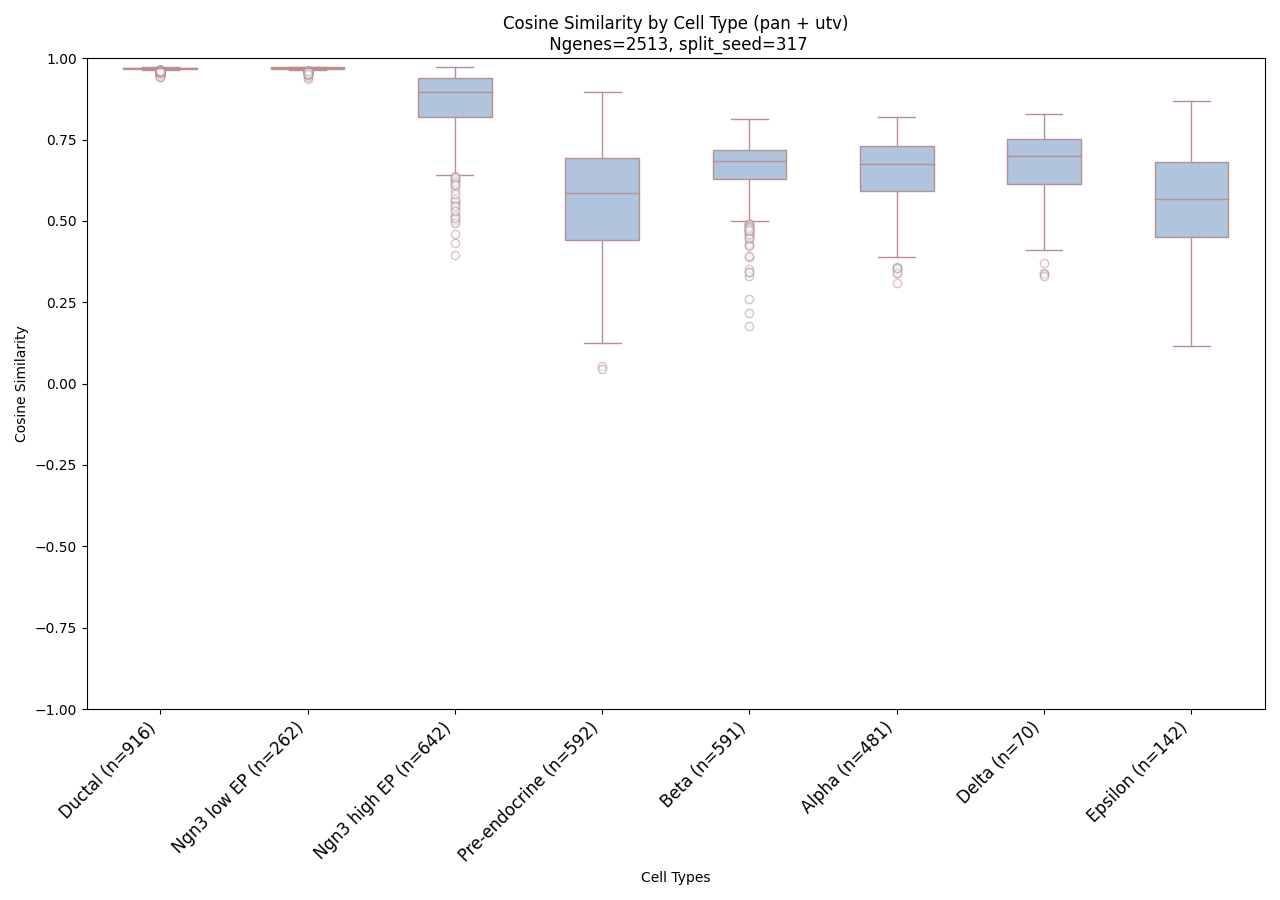 Cosine Similarity by Cell Type (pan + utv)
Ngenes=2513, split_seed=317
Cosine Similarity
1.00
0.75
0.50
0.25
0.00
−0.25
−0.50
−0.75
−1.00
Ductal (n=916)
Ngn3 low EP (n=262)
Ngn3 high EP (n=642)
Pre-endocrine (n=592)
Beta (n=591)
Alpha (n=481)
Delta (n=70)
Epsilon (n=142)
Cell Types